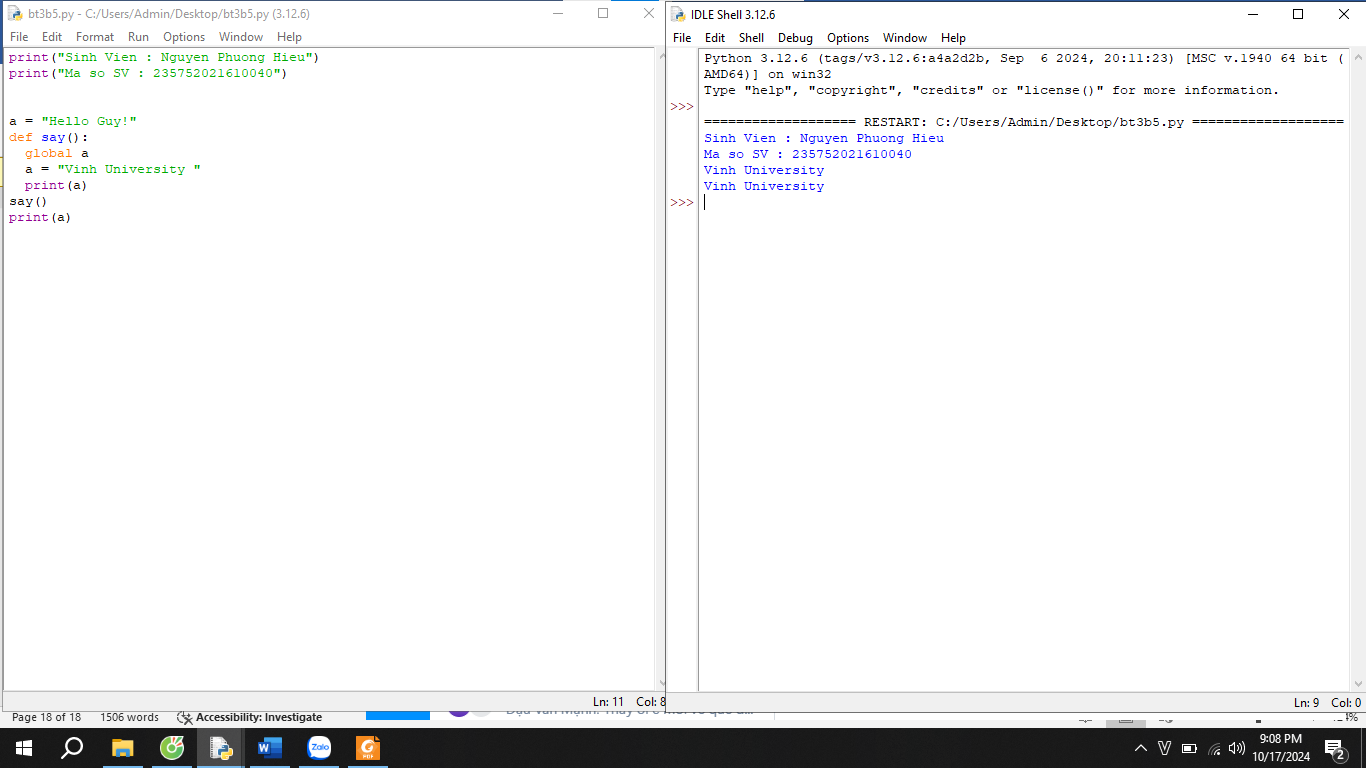 bt3b5.py - C:/Users/Admin/Desktop/bt3b5.py (3.12.6)
File Edit Format Run Options Window Help
print("Sinh Vien : Nguyen Phuong Hieu")
print("Ma so SV : 235752021610040")
a = "Hello Guy!"
def say():
  global a
  a = "Vinh University "
  print(a)
say()
print(a)
Ln: 11 Col: 8
IDLE Shell 3.12.6
File Edit Shell Debug Options Window Help
Python 3.12.6 (tags/v3.12.6:a4a2d2b, Sep  6 2024, 20:11:23) [MSC v.1940 64 bit (
AMD64)] on win32
Type "help", "copyright", "credits" or "license()" for more information.
>>>
=================== RESTART: C:/Users/Admin/Desktop/bt3b5.py ===================
Sinh Vien : Nguyen Phuong Hieu
Ma so SV : 235752021610040
Vinh University
Vinh University
>>>
Ln: 9 Col: 0
Page 18 of 18 1506 words Accessibility: Investigate
Zalo
PDF
9:08 PM
10/17/2024
2